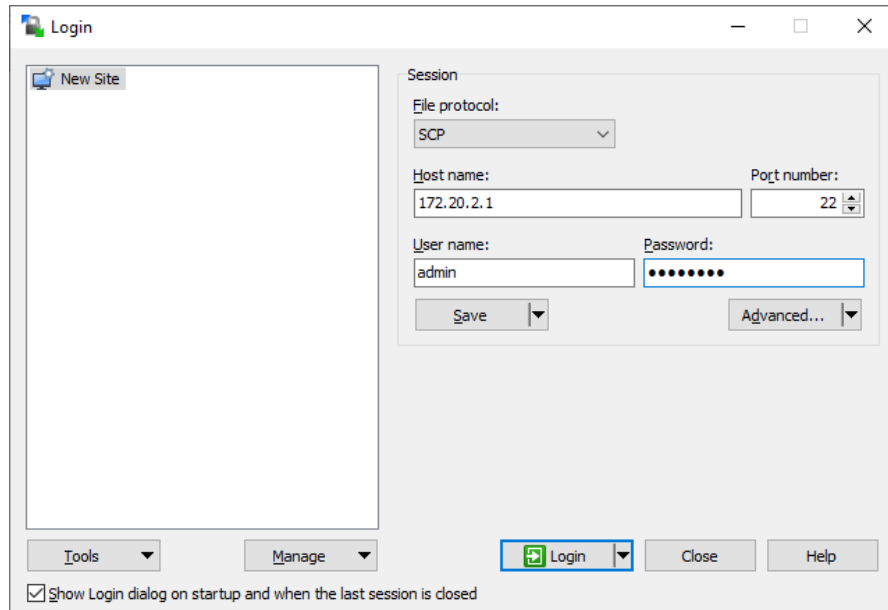 Login
New Site
Session
File protocol:
SCP
Host name:
Port number:
172.20.2.1
22
User name:
Password:
admin
●●●●●●●●
Save
Advanced...
Tools
Manage
Login
Close
Help
Show Login dialog on startup and when the last session is closed